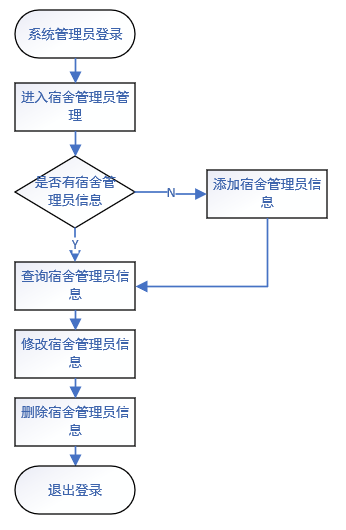 系统管理员登录
进入宿舍管理员管
理
是否有宿舍管
理员信息
N
添加宿舍管理员信
息
Y
查询宿舍管理员信
息
修改宿舍管理员信
息
删除宿舍管理员信
息
退出登录